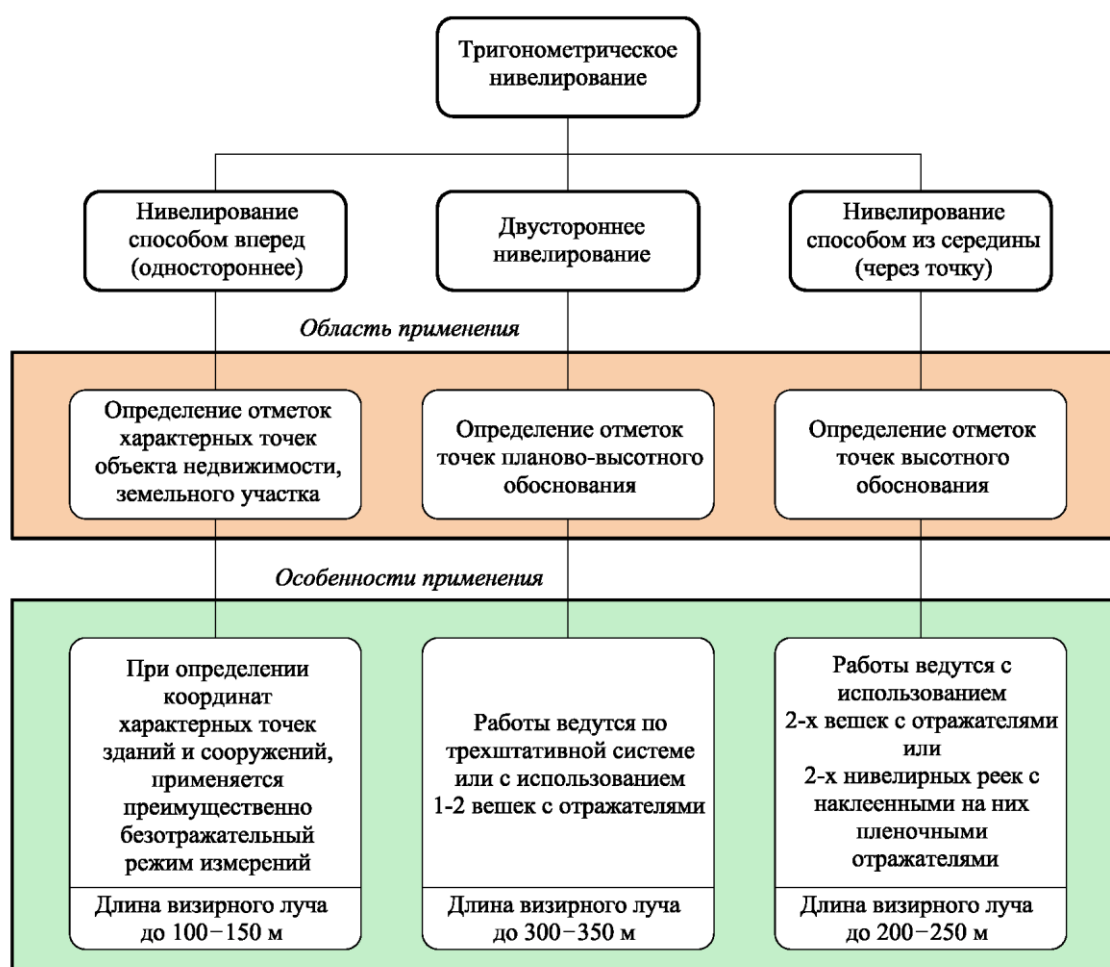 Тригонометрическое
нивелирование
Нивелирование
способом вперед
(одностороннее)
Двустороннее
нивелирование
Нивелирование
способом из середины
(через точку)
Область применения
Определение отметок
характерных точек
объекта недвижимости,
земельного участка
Определение отметок
точек планово-высотного
обоснования
Определение отметок
точек высотного
обоснования
Особенности применения
При определении
координат
характерных точек
зданий и сооружений,
применяется
преимущественно
безотражательный
режим измерений
Длина визирного луча
до 100−150 м
Работы ведутся по
трехштативной системе
или с использованием
1-2 вешек с отражателями
Длина визирного луча
до 300−350 м
Работы ведутся с
использованием
2-х вешек с отражателями
или
2-х нивелирных реек с
наклеенными на них
пленочными
отражателями
Длина визирного луча
до 200−250 м